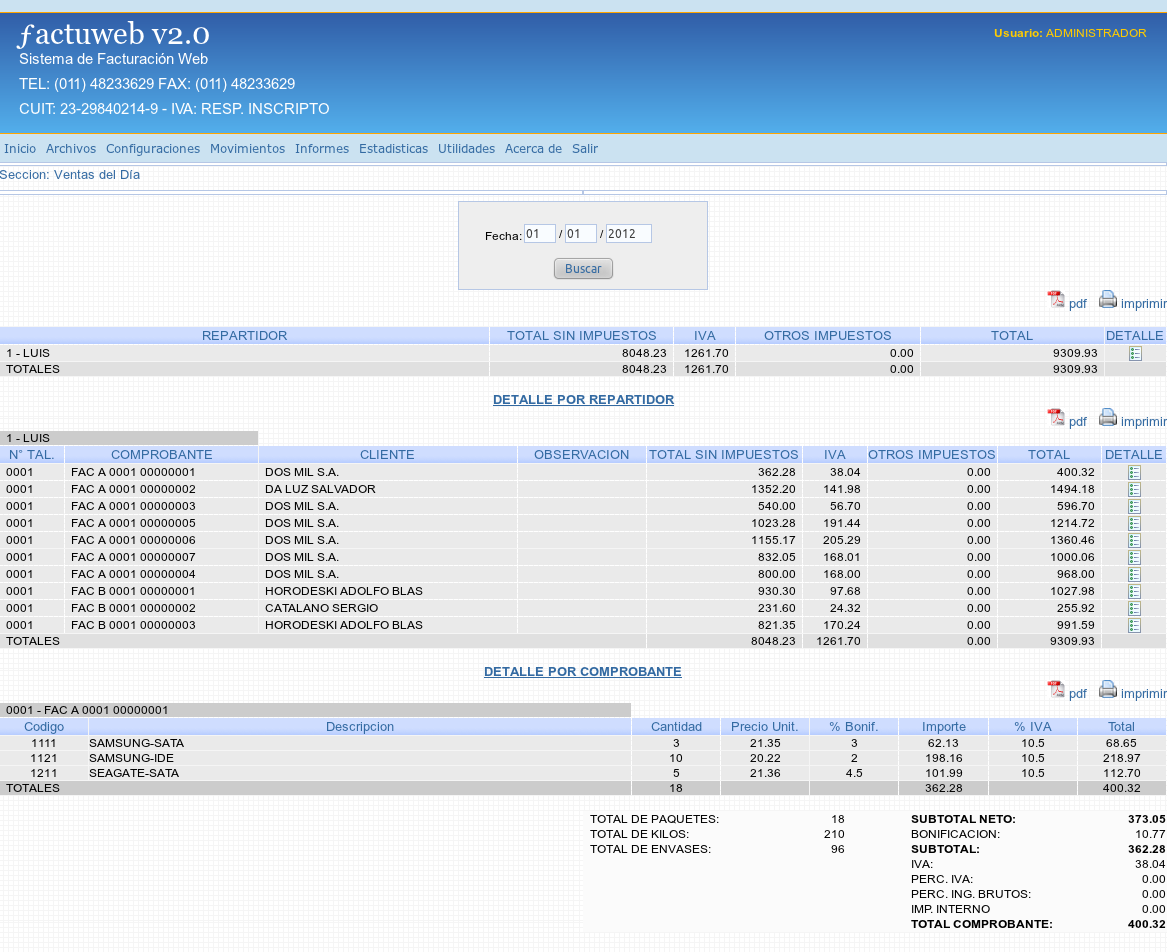 ƒactuweb v2.0
Usuario: ADMINISTRADOR
Sistema de Facturación Web
TEL: (011) 48233629 FAX: (011) 48233629
CUIT: 23-29840214-9 - IVA: RESP. INSCRIPTO
Inicio Archivos Configuraciones Movimientos Informes Estadisticas Utilidades Acerca de Salir
Seccion: Ventas del Día
Fecha: 01 / 01 / 2012
Buscar
pdf imprimir
REPARTIDOR TOTAL SIN IMPUESTOS IVA OTROS IMPUESTOS TOTAL DETALLE
1 - LUIS 8048.23 1261.70 0.00 9309.93
TOTALES 8048.23 1261.70 0.00 9309.93
DETALLE POR REPARTIDOR
pdf imprimir
1 - LUIS
N° TAL. COMPROBANTE CLIENTE OBSERVACION TOTAL SIN IMPUESTOS IVA OTROS IMPUESTOS TOTAL DETALLE
0001 FAC A 0001 00000001 DOS MIL S.A. 362.28 38.04 0.00 400.32
0001 FAC A 0001 00000002 DA LUZ SALVADOR 1352.20 141.98 0.00 1494.18
0001 FAC A 0001 00000003 DOS MIL S.A. 540.00 56.70 0.00 596.70
0001 FAC A 0001 00000005 DOS MIL S.A. 1023.28 191.44 0.00 1214.72
0001 FAC A 0001 00000006 DOS MIL S.A. 1155.17 205.29 0.00 1360.46
0001 FAC A 0001 00000007 DOS MIL S.A. 832.05 168.01 0.00 1000.06
0001 FAC A 0001 00000004 DOS MIL S.A. 800.00 168.00 0.00 968.00
0001 FAC B 0001 00000001 HORODESKI ADOLFO BLAS 930.30 97.68 0.00 1027.98
0001 FAC B 0001 00000002 CATALANO SERGIO 231.60 24.32 0.00 255.92
0001 FAC B 0001 00000003 HORODESKI ADOLFO BLAS 821.35 170.24 0.00 991.59
TOTALES 8048.23 1261.70 0.00 9309.93
DETALLE POR COMPROBANTE
pdf imprimir
0001 - FAC A 0001 00000001
Codigo Descripcion Cantidad Precio Unit. % Bonif. Importe % IVA Total
1111 SAMSUNG-SATA 3 21.35 3 62.13 10.5 68.65
1121 SAMSUNG-IDE 10 20.22 2 198.16 10.5 218.97
1211 SEAGATE-SATA 5 21.36 4.5 101.99 10.5 112.70
TOTALES 18 362.28 400.32
TOTAL DE PAQUETES: 18 SUBTOTAL NETO: 373.05
TOTAL DE KILOS: 210 BONIFICACION: 10.77
TOTAL DE ENVASES: 96 SUBTOTAL: 362.28
IVA: 38.04
PERC. IVA: 0.00
PERC. ING. BRUTOS: 0.00
IMP. INTERNO 0.00
TOTAL COMPROBANTE: 400.32